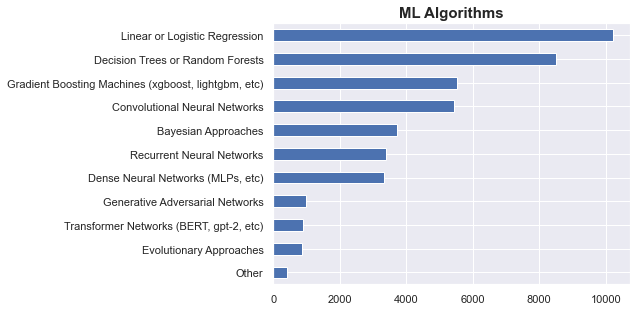 ML Algorithms
Linear or Logistic Regression
Decision Trees or Random Forests
Gradient Boosting Machines (xgboost, lightgbm, etc)
Convolutional Neural Networks
Bayesian Approaches
Recurrent Neural Networks
Dense Neural Networks (MLPs, etc)
Generative Adversarial Networks
Transformer Networks (BERT, gpt-2, etc)
Evolutionary Approaches
Other
0 2000 4000 6000 8000 10000